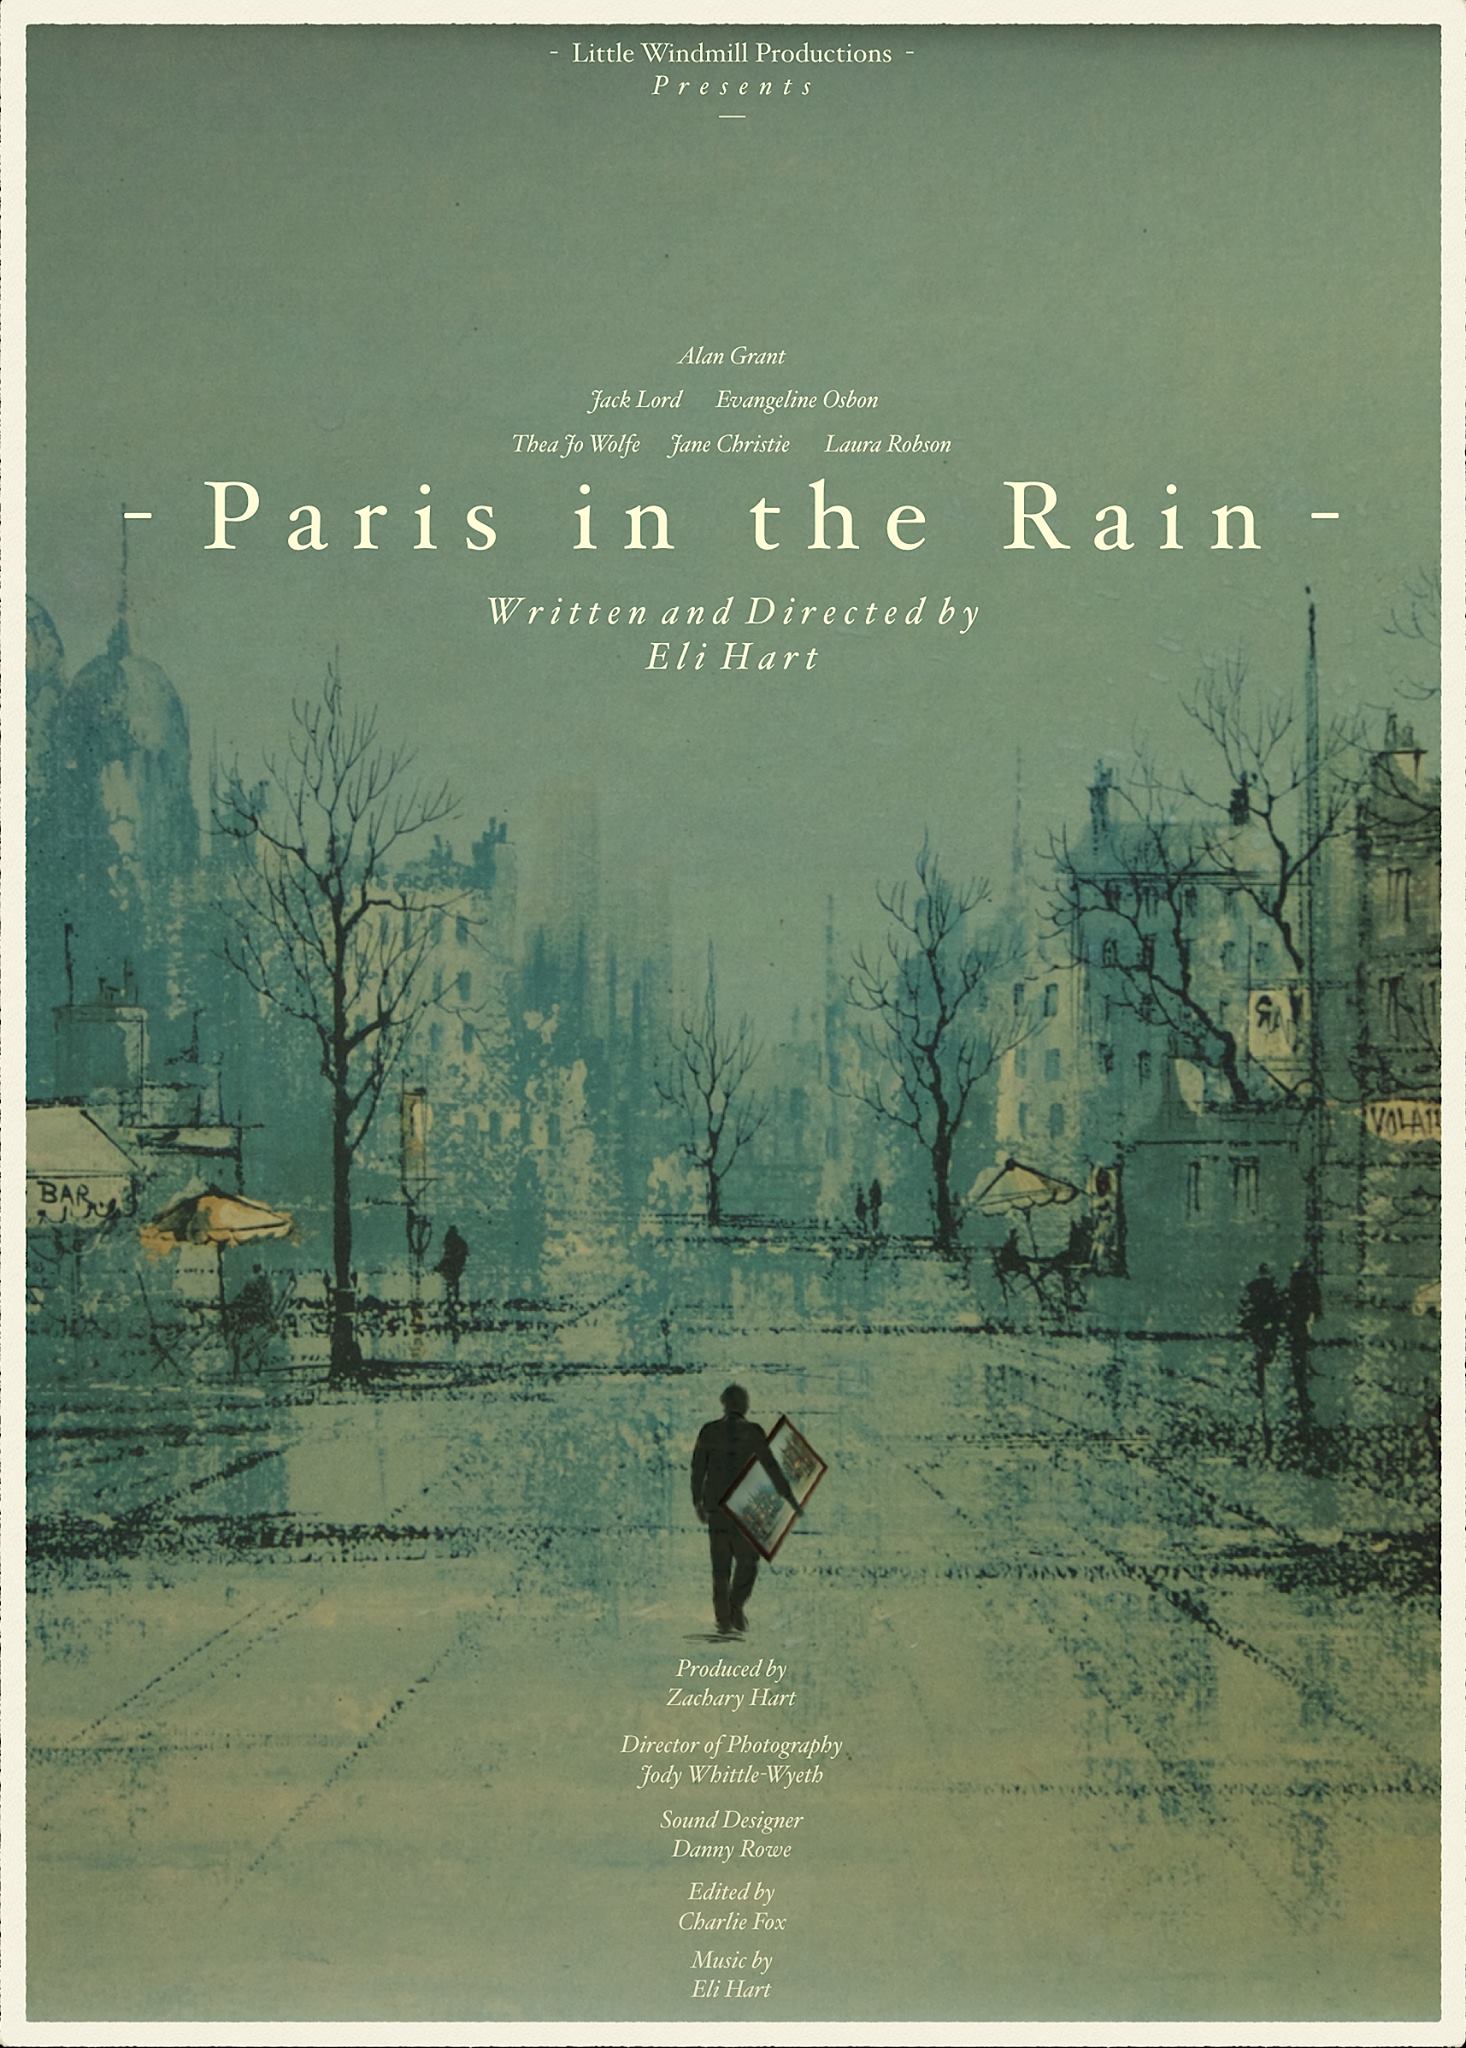 - Little Windmill Productions -
Presents
Alan Grant
Jack Lord Evangeline Osbon
Thea Jo Wolfe Jane Christie Laura Robson
- Paris in the Rain -
Written and Directed by
Eli Hart
BAR
Produced by
Zachary Hart
Director of Photography
Jody Whittle-Wyeth
Sound Designer
Danny Rowe
Edited by
Charlie Fox
Music by
Eli Hart